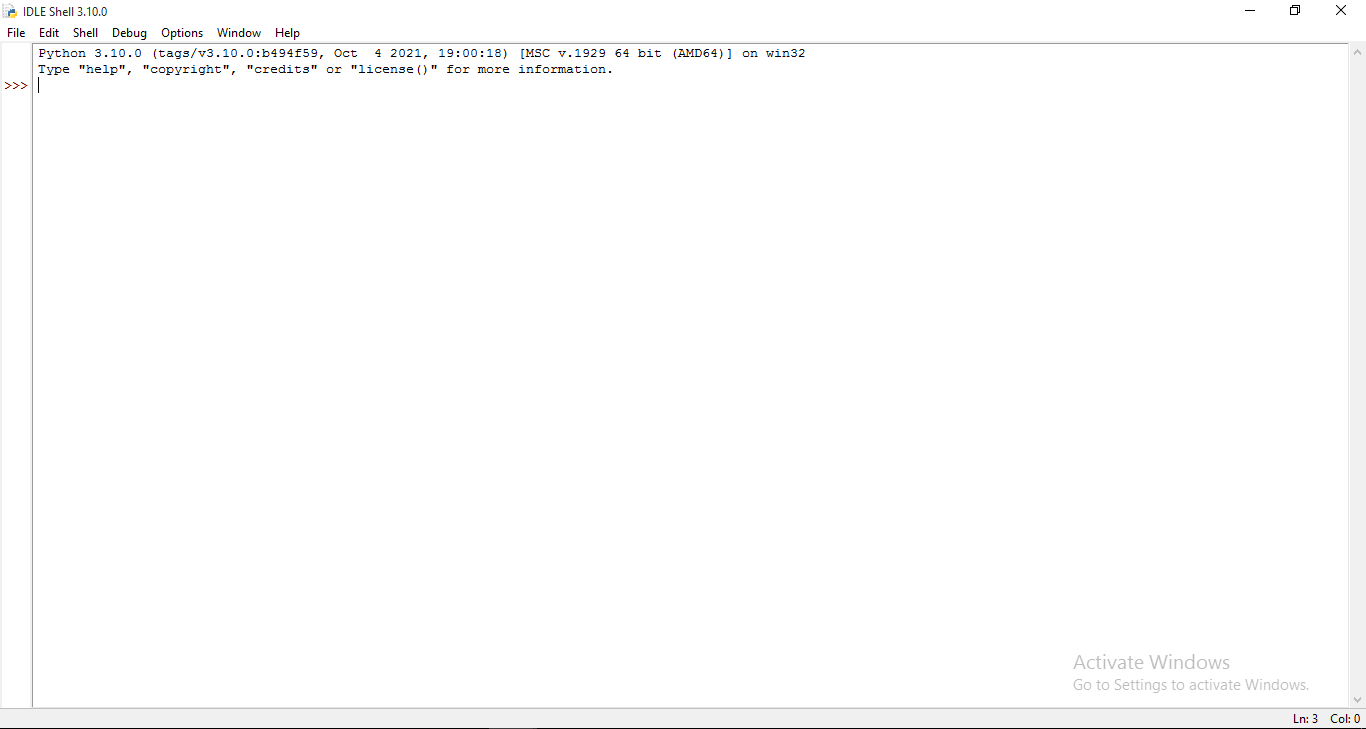 IDLE Shell 3.10.0
File Edit Shell Debug Options Window Help
Python 3.10.0 (tags/v3.10.0:b494f59, Oct  4 2021, 19:00:18) [MSC v.1929 64 bit (AMD64)] on win32
Type "help", "copyright", "credits" or "license()" for more information.
>>>
Activate Windows
Go to Settings to activate Windows.
Ln: 3 Col: 0